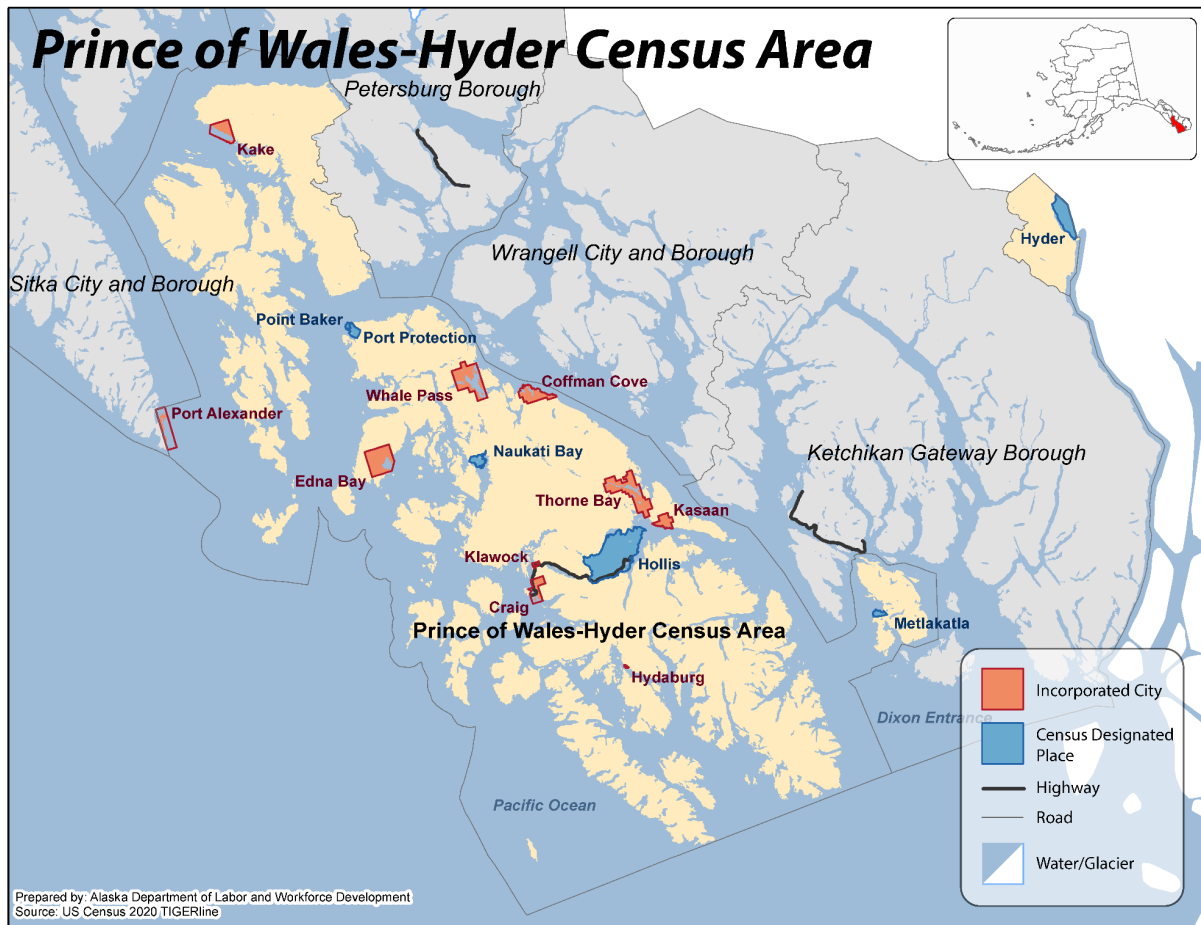 Prince of Wales-Hyder Census Area
Petersburg Borough
Kake
Wrangell City and Borough
Hyder
Sitka City and Borough
Point Baker
Port Protection
Whale Pass
Coffman Cove
Port Alexander
Naukati Bay
Ketchikan Gateway Borough
Edna Bay
Thorne Bay
Kasaan
Klawock
Hollis
Craig
Metlakatla
Prince of Wales-Hyder Census Area
Hydaburg
Dixon Entrance
Pacific Ocean
Incorporated City
Census Designated
Place
Highway
Road
Water/Glacier
Prepared by: Alaska Department of Labor and Workforce Development
Source: US Census 2020 TIGERline